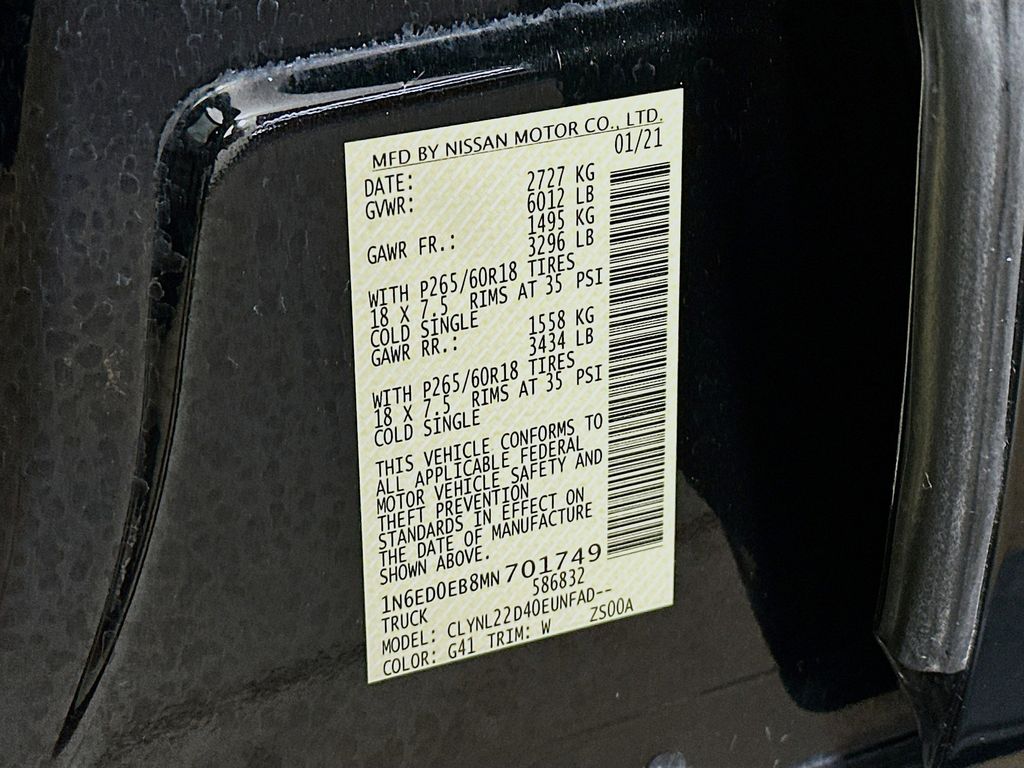 MFD BY NISSAN MOTOR CO., LTD.
DATE: 01/21
GVWR: 2727 KG
6012 LB
GAWR FR.: 1495 KG
3296 LB
WITH P265/60R18 TIRES
18 X 7.5 RIMS AT 35 PSI
COLD SINGLE
GAWR RR.: 1558 KG
3434 LB
WITH P265/60R18 TIRES
18 X 7.5 RIMS AT 35 PSI
COLD SINGLE
THIS VEHICLE CONFORMS TO
ALL APPLICABLE FEDERAL
MOTOR VEHICLE SAFETY AND
THEFT PREVENTION
STANDARDS IN EFFECT ON
THE DATE OF MANUFACTURE
SHOWN ABOVE.
1N6ED0EB8MN701749
TRUCK 586832
MODEL: CLYNL22D40EUNFAD--
COLOR: G41 TRIM: W ZS00A